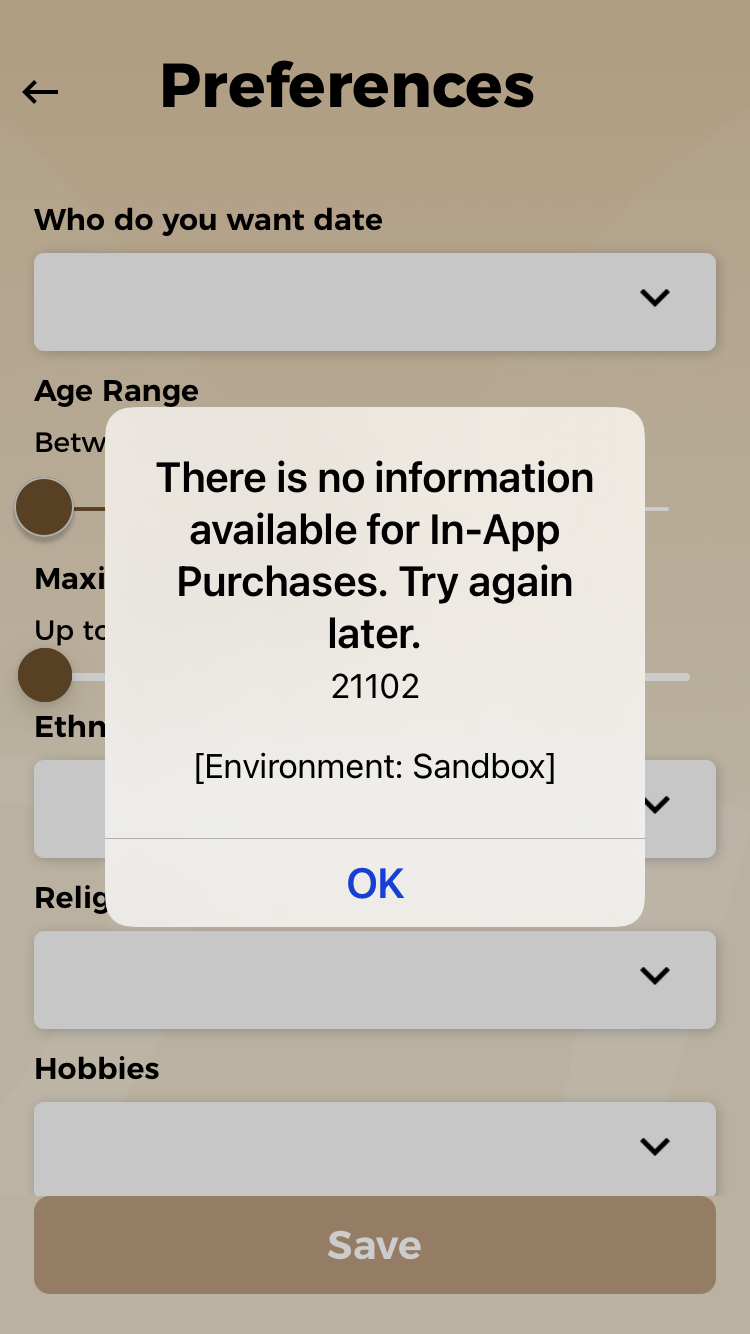 Preferences
Who do you want date
Age Range
Betw
There is no information
available for In-App
Purchases. Try again
later.
21102
[Environment: Sandbox]
OK
Maxi
Up to
Ethn
Relig
Hobbies
Save